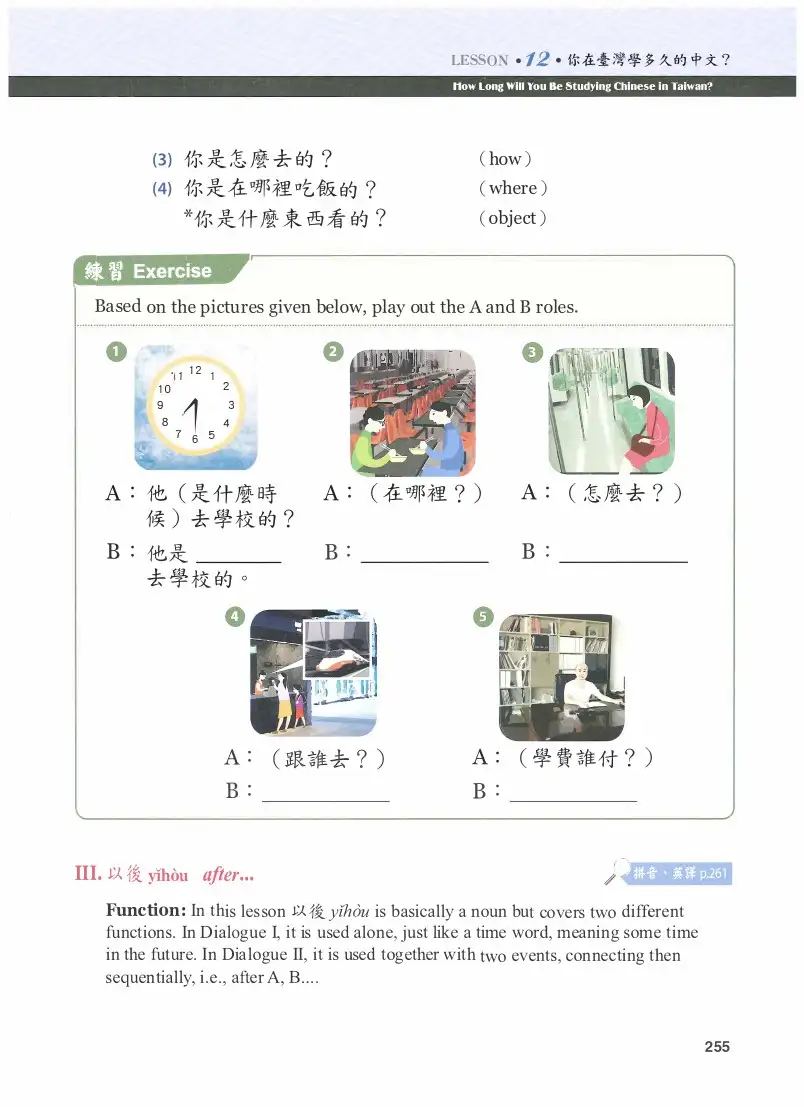 LESSON • 12 • 你在臺灣學多久的中文？
How Long Will You Be Studying Chinese in Taiwan?
(3) 你是怎麼去的？ （how）
(4) 你是在哪裡吃飯的？ （where）
*你是什麼東西看的？ （object）
練習 Exercise
Based on the pictures given below, play out the A and B roles.
1
12
11 1
10 2
9 3
8 4
7 5
6
2
3
A：他（是什麼時
候）去學校的？
B：他是 ________
去學校的。
A：（在哪裡？）
B：____________
A：（怎麼去？）
B：____________
4
5
A：（跟誰去？）
B：____________
A：（學費誰付？）
B：____________
III. 以後 yǐhòu after...
拼音、英譯 p.261
Function: In this lesson 以後 yǐhòu is basically a noun but covers two different
functions. In Dialogue I, it is used alone, just like a time word, meaning some time
in the future. In Dialogue II, it is used together with two events, connecting then
sequentially, i.e., after A, B....
255